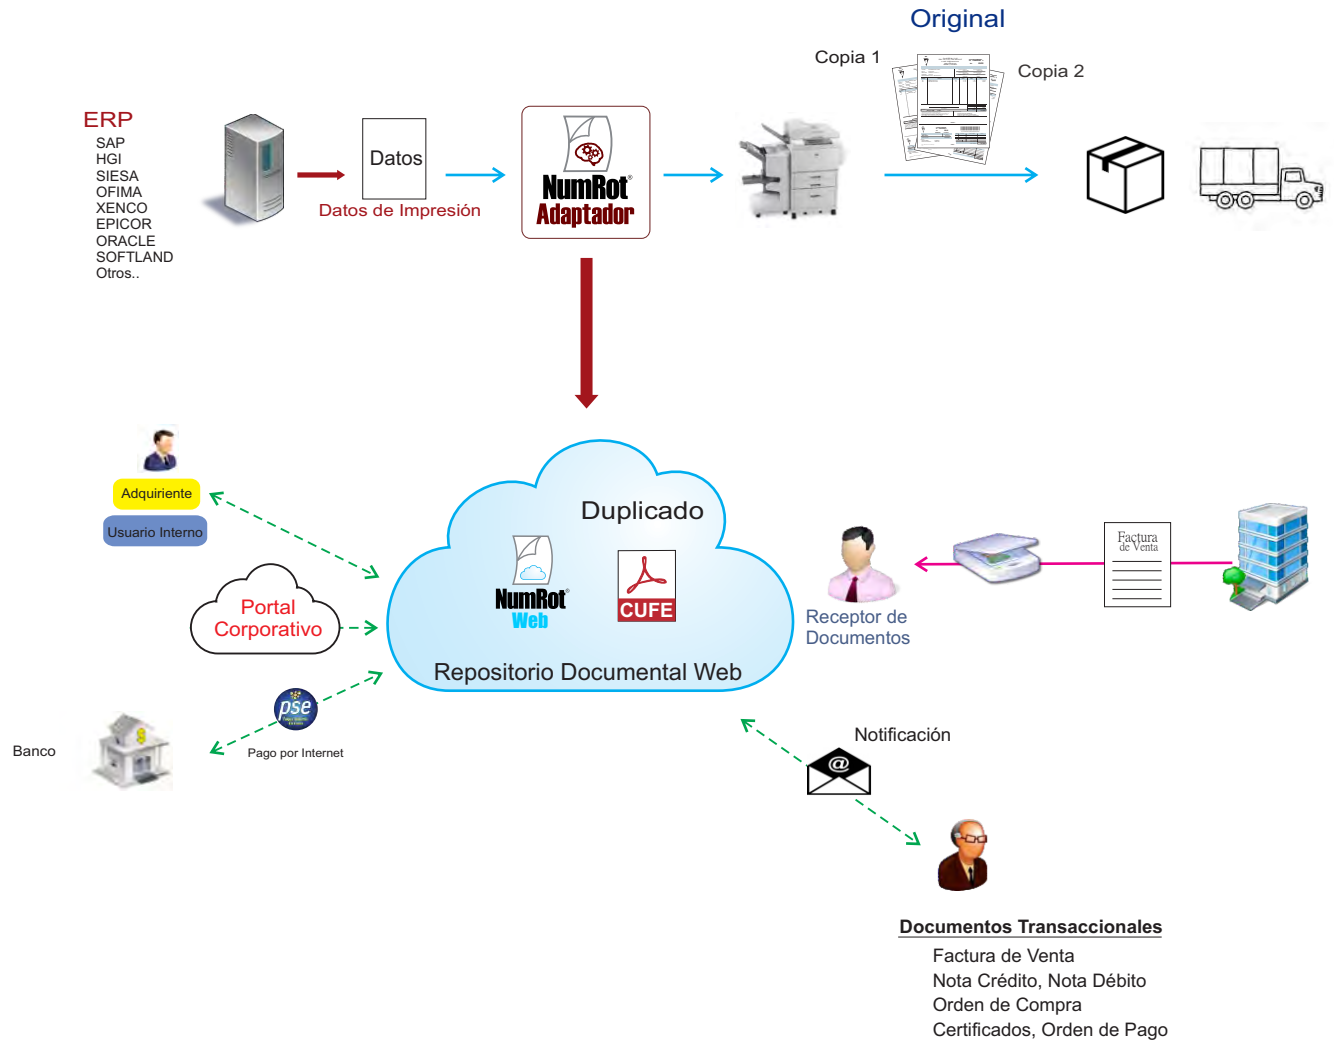 Original
Copia 1
Copia 2
ERP
SAP
HGI
SIESA
OFIMA
XENCO
EPICOR
ORACLE
SOFTLAND
Otros..
Datos
Datos de Impresión
NumRot®
Adaptador
Adquiriente
Usuario Interno
Portal
Corporativo
pse
Pago por Internet
Banco
Duplicado
NumRot®
Web
CUFE
Repositorio Documental Web
Receptor de
Documentos
Factura
de Venta
Notificación
@
Documentos Transaccionales
Factura de Venta
Nota Crédito, Nota Débito
Orden de Compra
Certificados, Orden de Pago